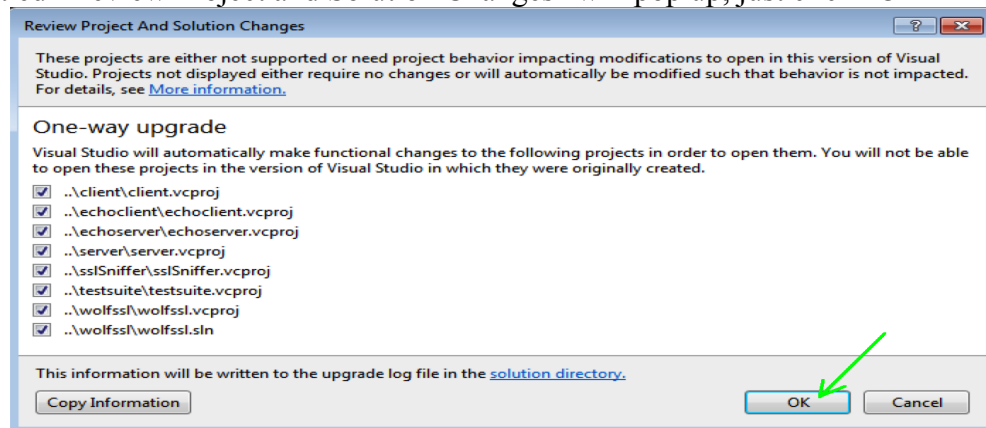 Review Project And Solution Changes
These projects are either not supported or need project behavior impacting modifications to open in this version of Visual
Studio. Projects not displayed either require no changes or will automatically be modified such that behavior is not impacted.
For details, see More information.
One-way upgrade
Visual Studio will automatically make functional changes to the following projects in order to open them. You will not be able
to open these projects in the version of Visual Studio in which they were originally created.
..\client\client.vcproj
..\echoclient\echoclient.vcproj
..\echoserver\echoserver.vcproj
..\server\server.vcproj
..\sslSniffer\sslSniffer.vcproj
..\testsuite\testsuite.vcproj
..\wolfssl\wolfssl.vcproj
..\wolfssl\wolfssl.sln
This information will be written to the upgrade log file in the solution directory.
Copy Information OK Cancel